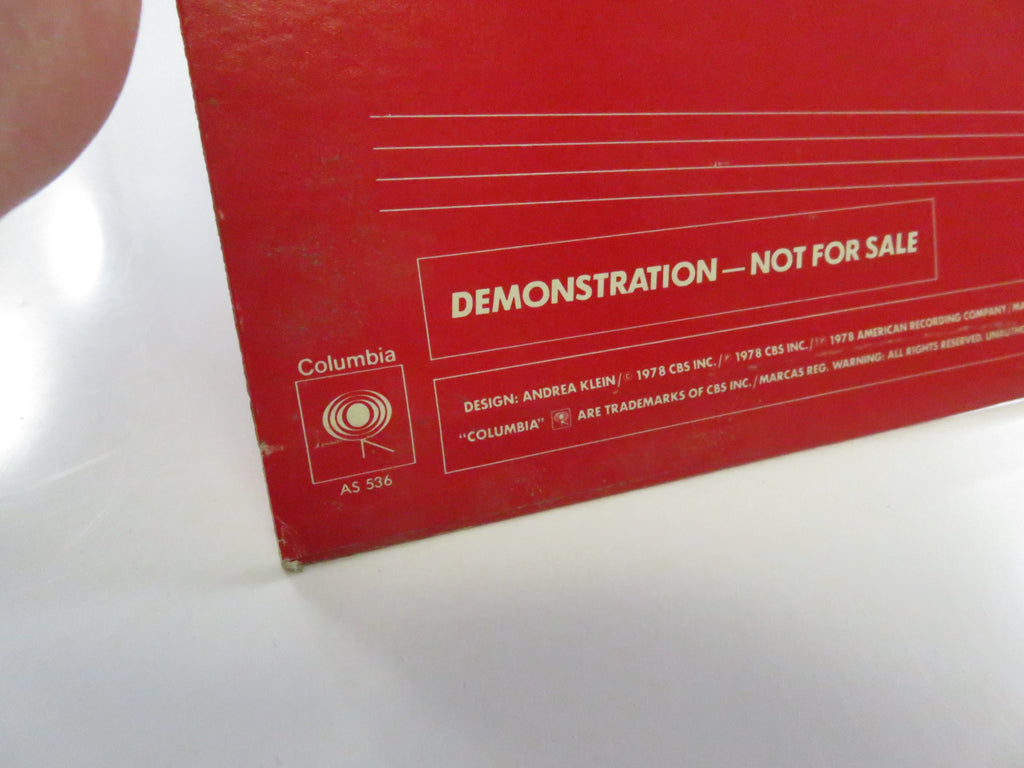 DEMONSTRATION — NOT FOR SALE
Columbia
AS 536
DESIGN: ANDREA KLEIN / © 1978 CBS INC. / ℗ 1978 CBS INC. / ℗ 1978 AMERICAN RECORDING COMPANY /
"COLUMBIA" ARE TRADEMARKS OF CBS INC. / MARCAS REG. WARNING: ALL RIGHTS RESERVED.